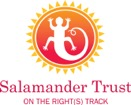 Salamander Trust
ON THE RIGHT(S) TRACK